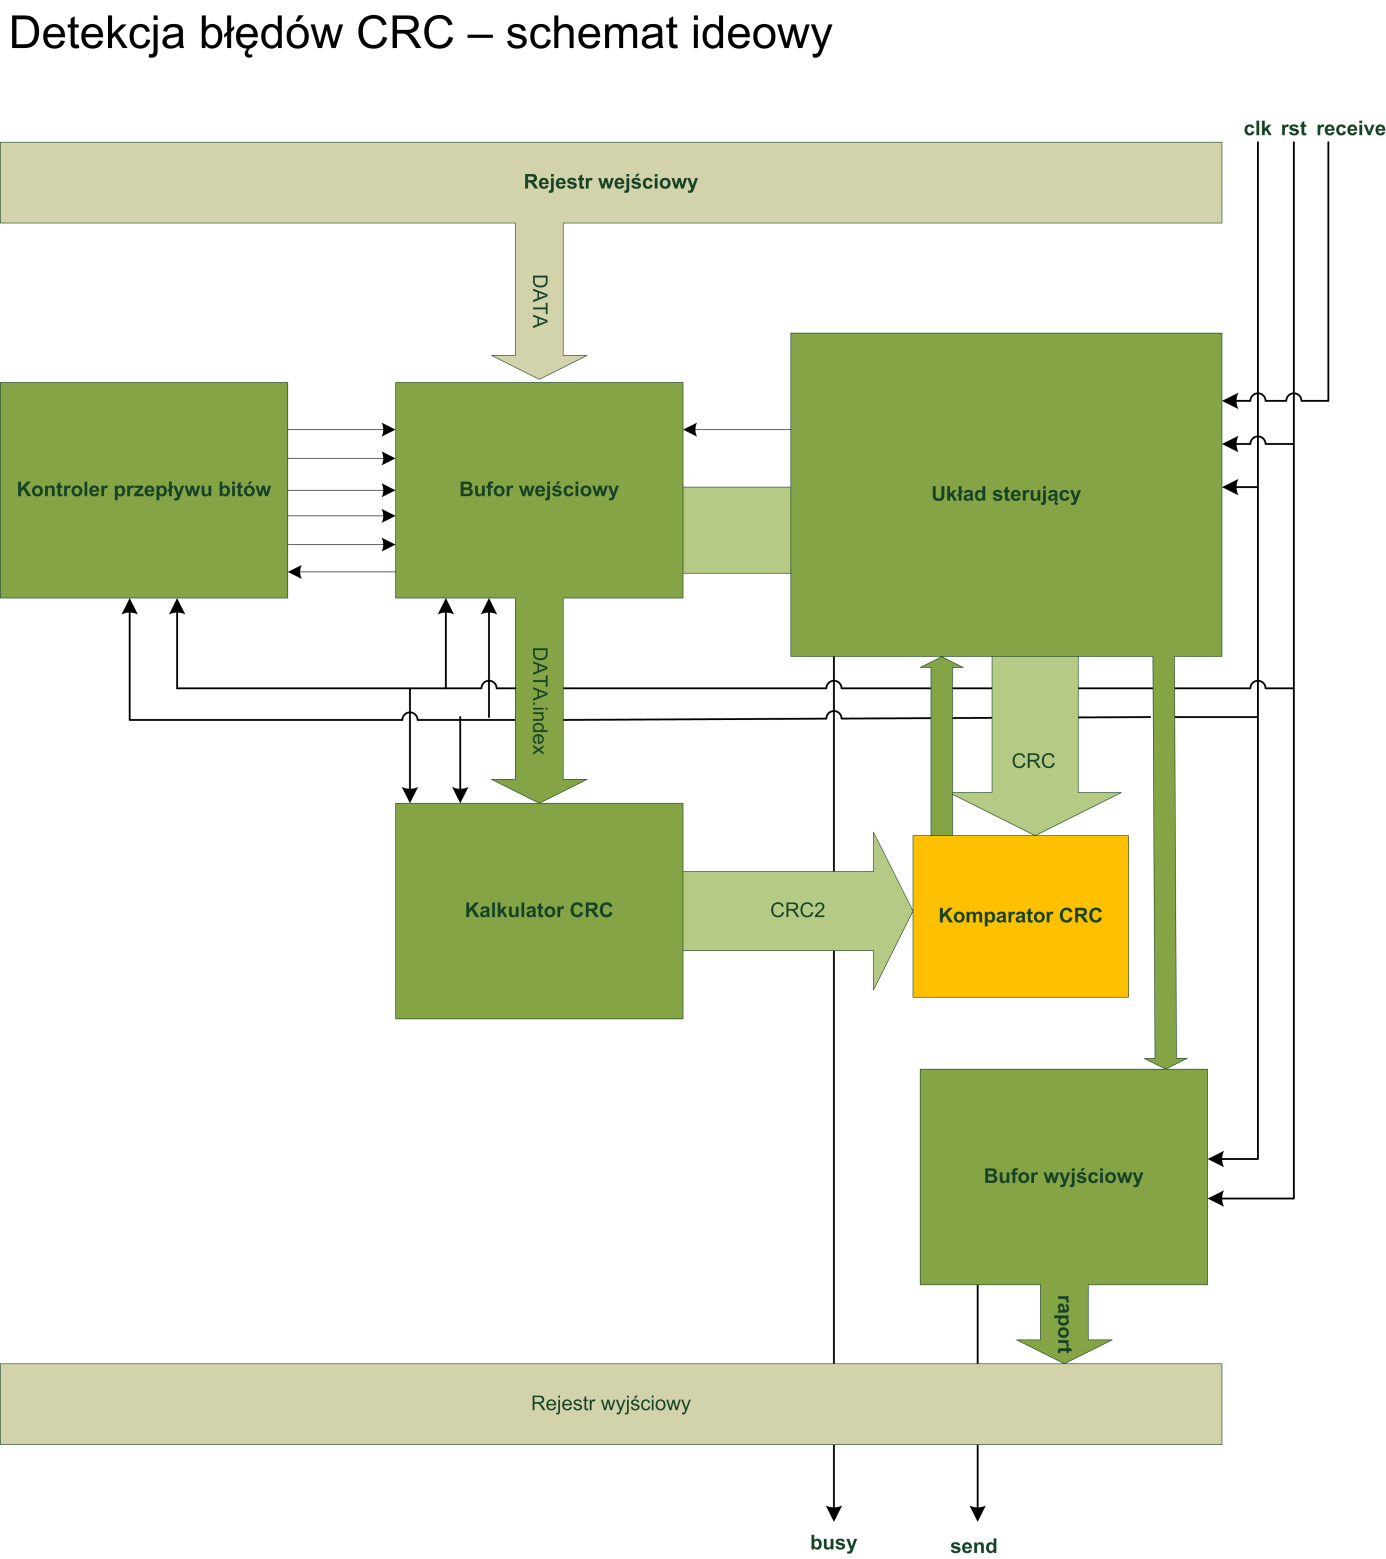 Detekcja błędów CRC – schemat ideowy
clk rst receive
Rejestr wejściowy
DATA
Kontroler przepływu bitów
Bufor wejściowy
Układ sterujący
DATA.index
CRC
Kalkulator CRC
CRC2
Komparator CRC
Bufor wyjściowy
raport
Rejestr wyjściowy
busy
send